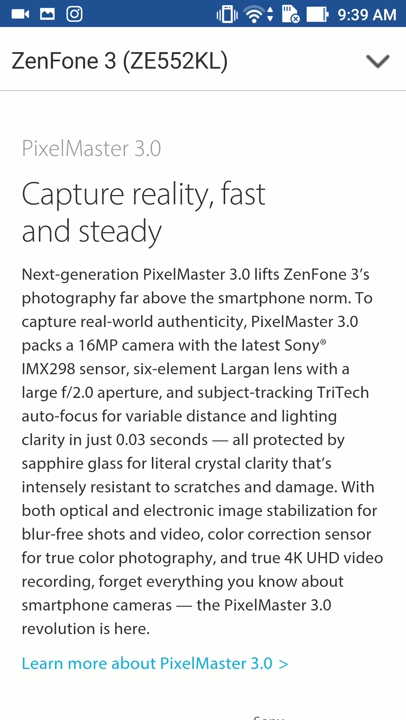 9:39 AM
ZenFone 3 (ZE552KL)
PixelMaster 3.0
Capture reality, fast
and steady
Next-generation PixelMaster 3.0 lifts ZenFone 3’s
photography far above the smartphone norm. To
capture real-world authenticity, PixelMaster 3.0
packs a 16MP camera with the latest Sony®
IMX298 sensor, six-element Largan lens with a
large f/2.0 aperture, and subject-tracking TriTech
auto-focus for variable distance and lighting
clarity in just 0.03 seconds — all protected by
sapphire glass for literal crystal clarity that’s
intensely resistant to scratches and damage. With
both optical and electronic image stabilization for
blur-free shots and video, color correction sensor
for true color photography, and true 4K UHD video
recording, forget everything you know about
smartphone cameras — the PixelMaster 3.0
revolution is here.
Learn more about PixelMaster 3.0 >